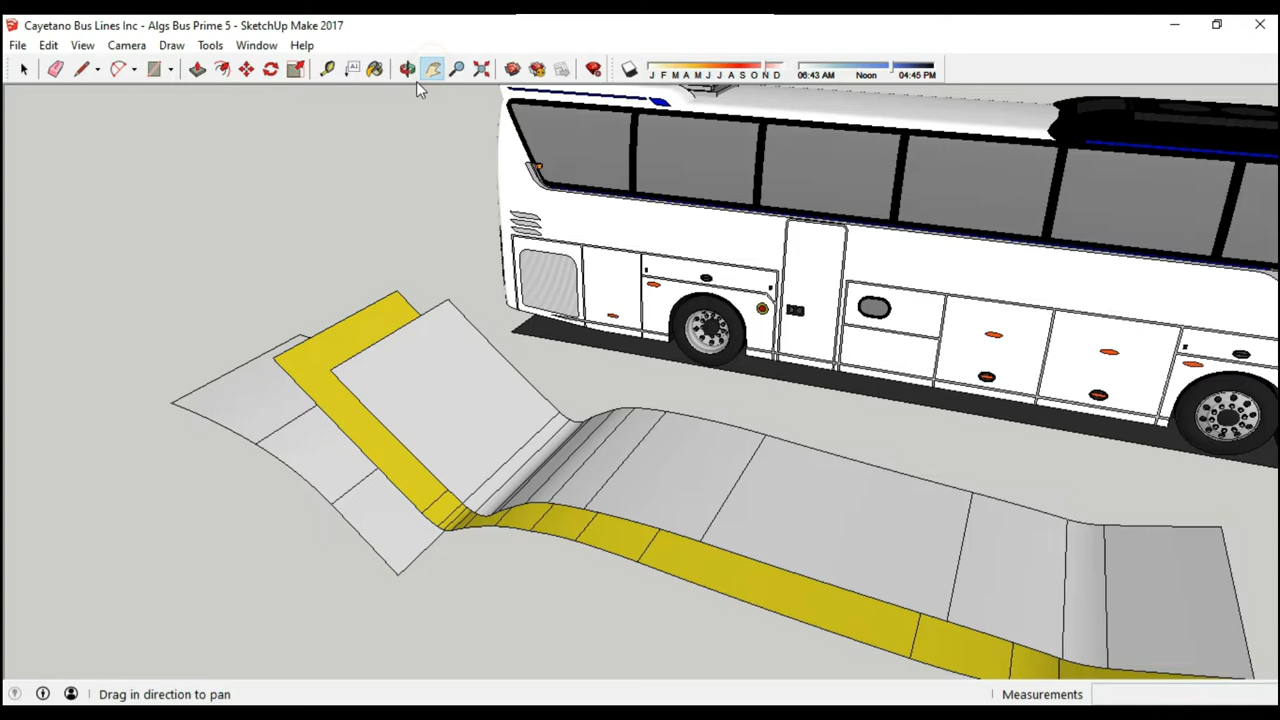 Cayetano Bus Lines Inc - Algs Bus Prime 5 - SketchUp Make 2017
File Edit View Camera Draw Tools Window Help
J F M A M J J A S O N D 06:43 AM Noon 04:45 PM
Drag in direction to pan Measurements